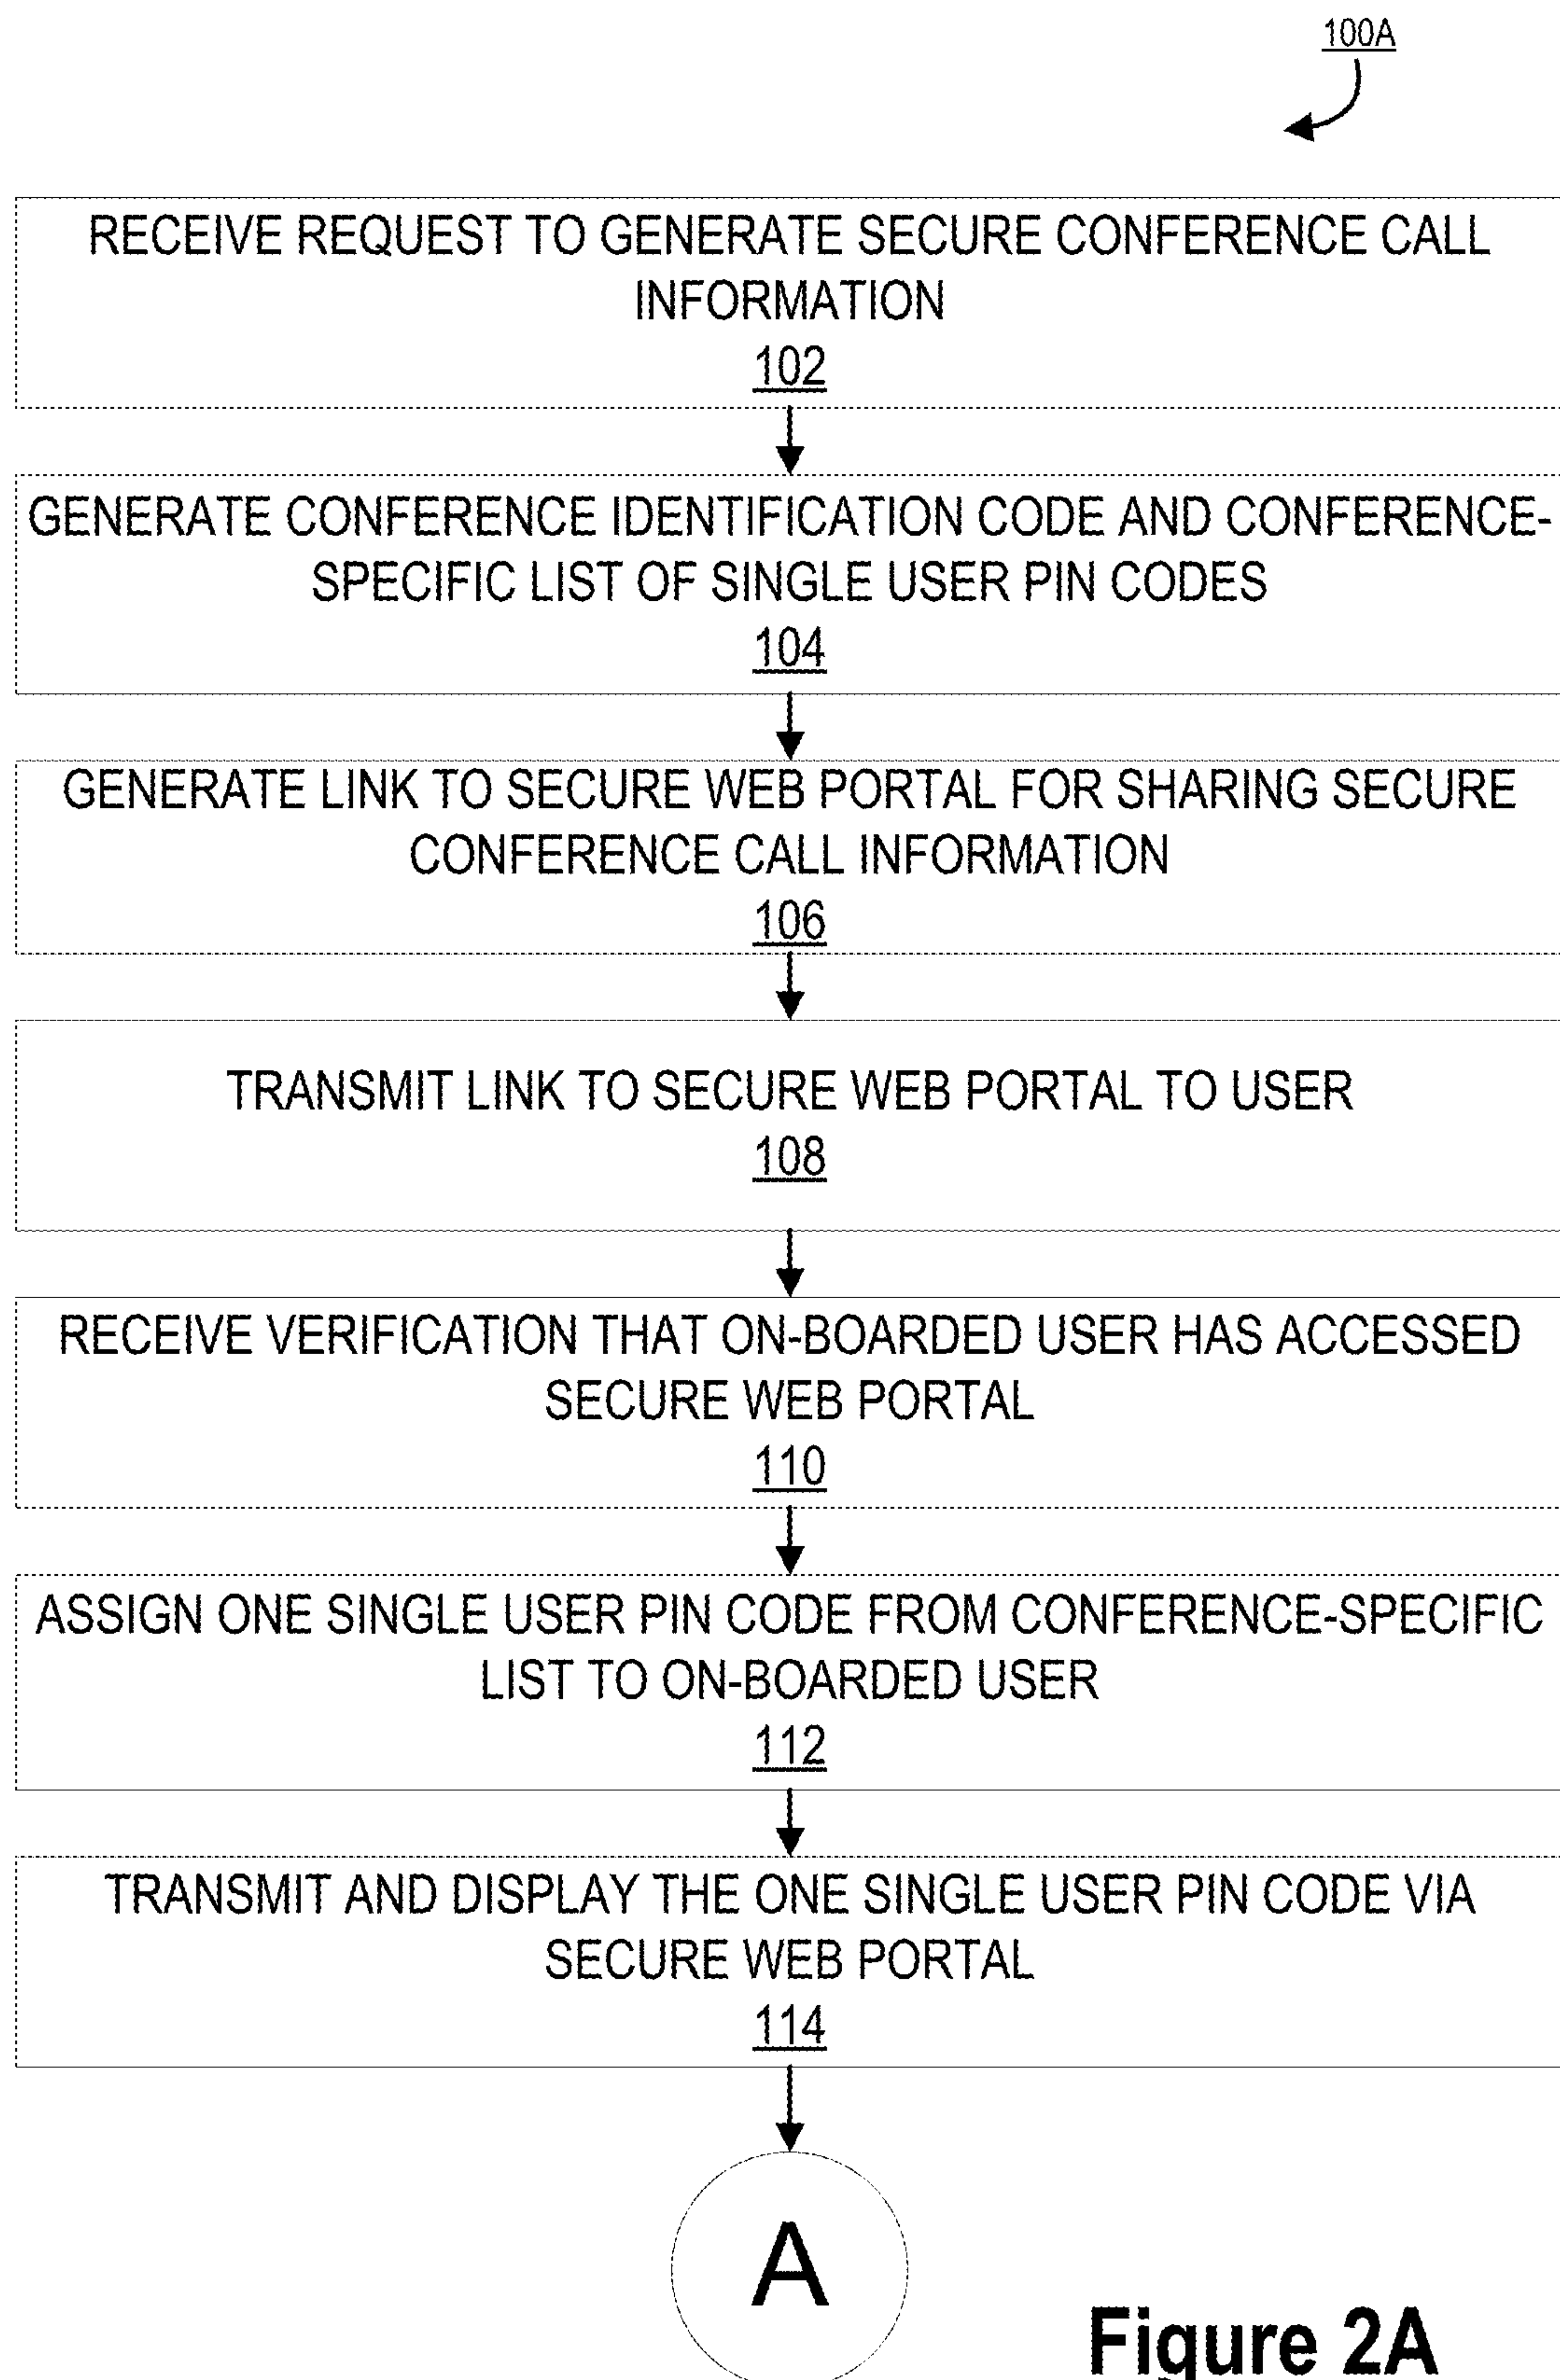 100A
RECEIVE REQUEST TO GENERATE SECURE CONFERENCE CALL
INFORMATION
102
GENERATE CONFERENCE IDENTIFICATION CODE AND CONFERENCE-
SPECIFIC LIST OF SINGLE USER PIN CODES
104
GENERATE LINK TO SECURE WEB PORTAL FOR SHARING SECURE
CONFERENCE CALL INFORMATION
106
TRANSMIT LINK TO SECURE WEB PORTAL TO USER
108
RECEIVE VERIFICATION THAT ON-BOARDED USER HAS ACCESSED
SECURE WEB PORTAL
110
ASSIGN ONE SINGLE USER PIN CODE FROM CONFERENCE-SPECIFIC
LIST TO ON-BOARDED USER
112
TRANSMIT AND DISPLAY THE ONE SINGLE USER PIN CODE VIA
SECURE WEB PORTAL
114
A
Figure 2A